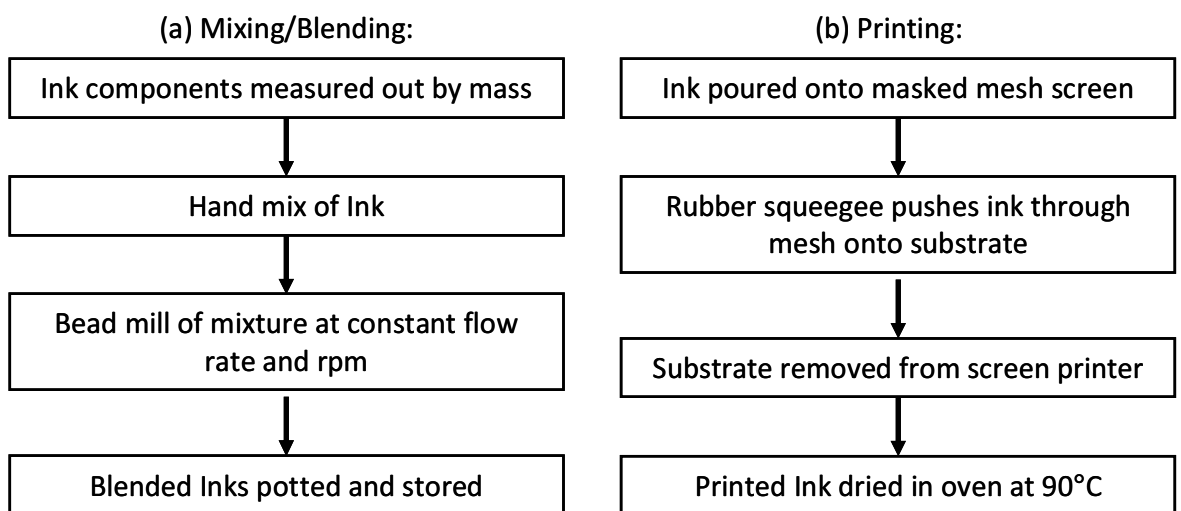 (a) Mixing/Blending:
Ink components measured out by mass
Hand mix of Ink
Bead mill of mixture at constant flow
rate and rpm
Blended Inks potted and stored
(b) Printing:
Ink poured onto masked mesh screen
Rubber squeegee pushes ink through
mesh onto substrate
Substrate removed from screen printer
Printed Ink dried in oven at 90°C